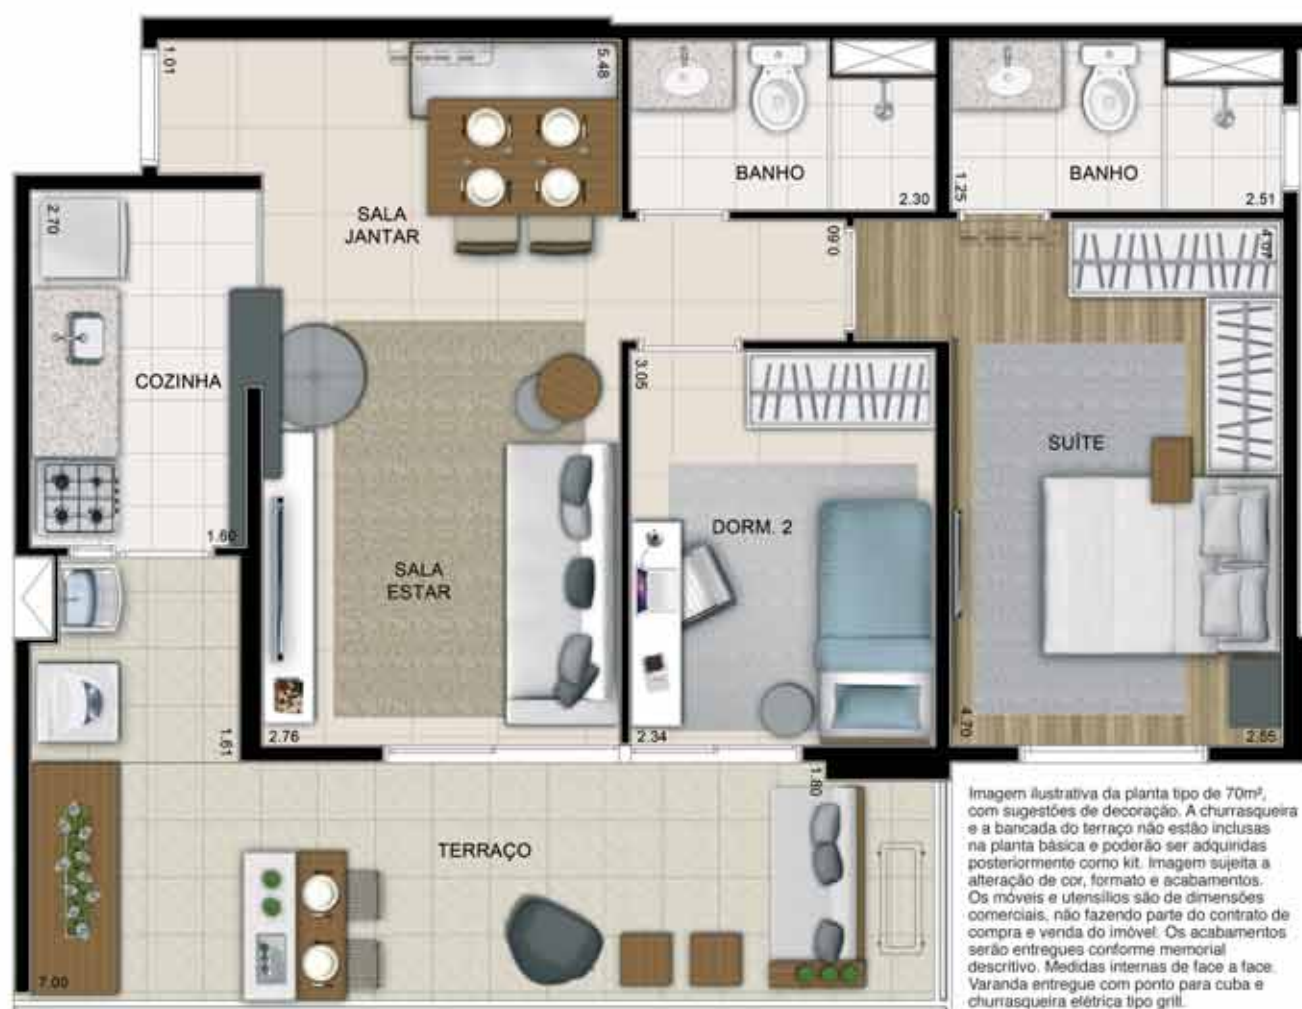 1.01
5.48
BANHO
2.30
1.25
BANHO
2.51
2.70
SALA
JANTAR
0.90
4.97
COZINHA
3.05
SUÍTE
1.60
DORM. 2
SALA
ESTAR
1.61
2.76
2.34
4.70
2.55
1.80
TERRAÇO
7.00
Imagem ilustrativa da planta tipo de 70m²,
com sugestões de decoração. A churrasqueira
e a bancada do terraço não estão inclusas
na planta básica e poderão ser adquiridas
posteriormente como kit. Imagem sujeita a
alteração de cor, formato e acabamentos.
Os móveis e utensílios são de dimensões
comerciais, não fazendo parte do contrato de
compra e venda do imóvel. Os acabamentos
serão entregues conforme memorial
descritivo. Medidas internas de face a face.
Varanda entregue com ponto para cuba e
churrasqueira elétrica tipo grill.